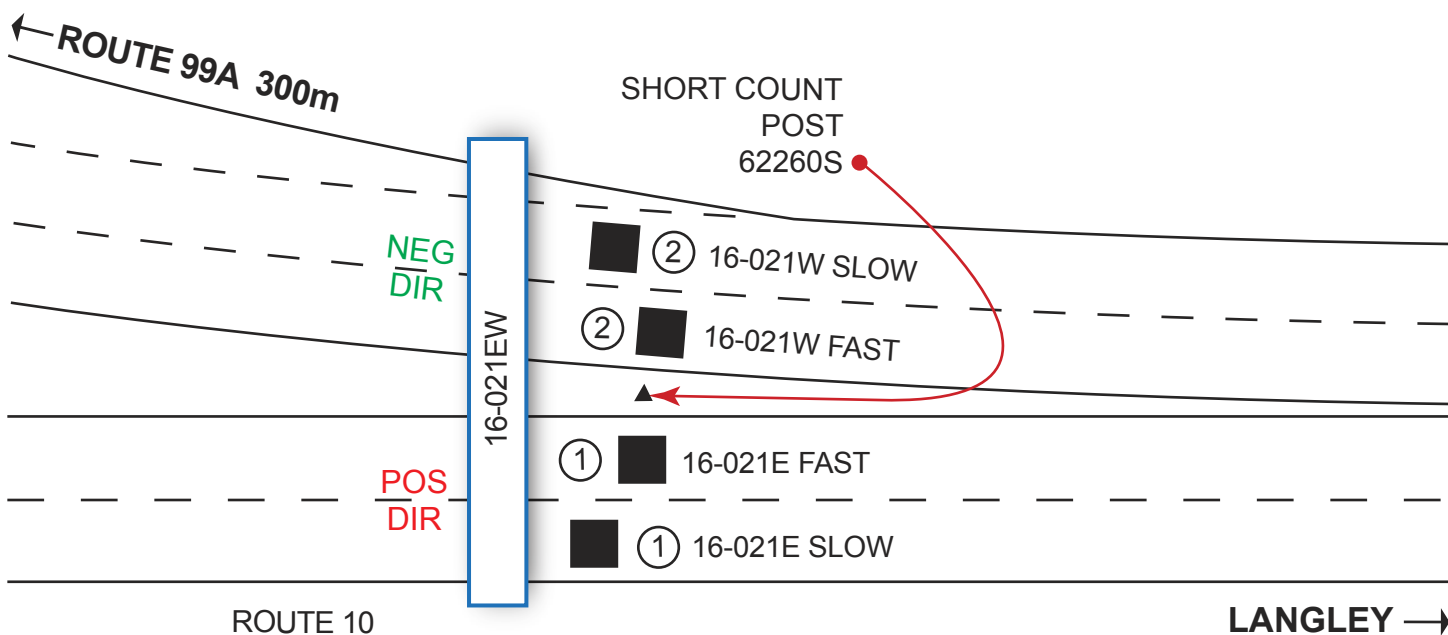 ← ROUTE 99A 300m
SHORT COUNT
POST
62260S
NEG
DIR
② 16-021W SLOW
② 16-021W FAST
16-021EW
① 16-021E FAST
POS
DIR
① 16-021E SLOW
ROUTE 10
LANGLEY →